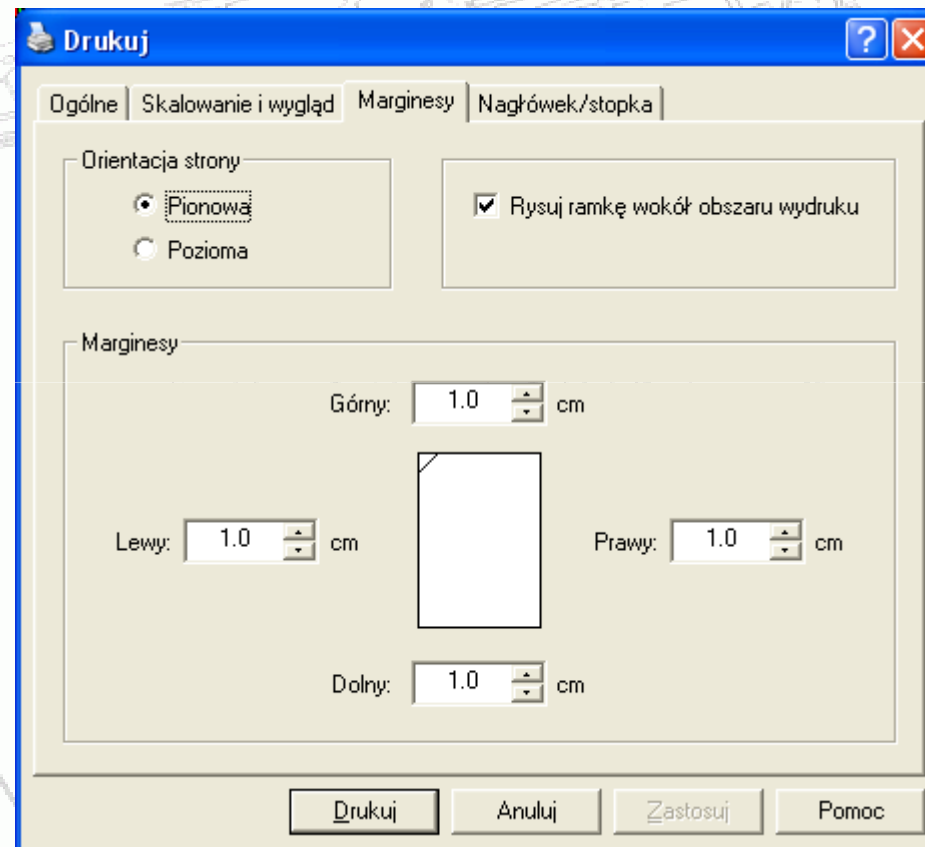 Drukuj
Ogólne Skalowanie i wygląd Marginesy Nagłówek/stopka
Orientacja strony
Pionowa
Pozioma
Rysuj ramkę wokół obszaru wydruku
Marginesy
Górny: 1.0 cm
Lewy: 1.0 cm
Prawy: 1.0 cm
Dolny: 1.0 cm
Drukuj Anuluj Zastosuj Pomoc